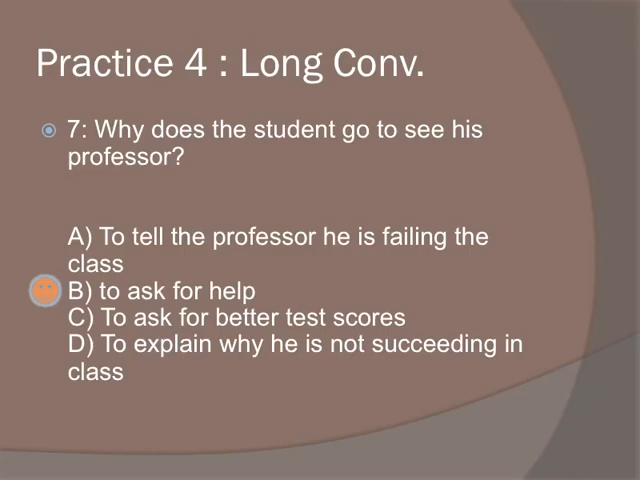 Practice 4 : Long Conv.
7: Why does the student go to see his
professor?
A) To tell the professor he is failing the
class
B) to ask for help
C) To ask for better test scores
D) To explain why he is not succeeding in
class